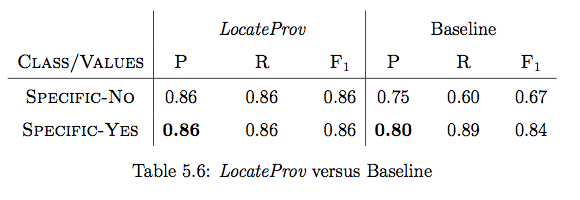 LocateProv Baseline
CLASS/VALUES P R F₁ P R F₁
SPECIFIC-NO 0.86 0.86 0.86 0.75 0.60 0.67
SPECIFIC-YES 0.86 0.86 0.86 0.80 0.89 0.84
Table 5.6: LocateProv versus Baseline